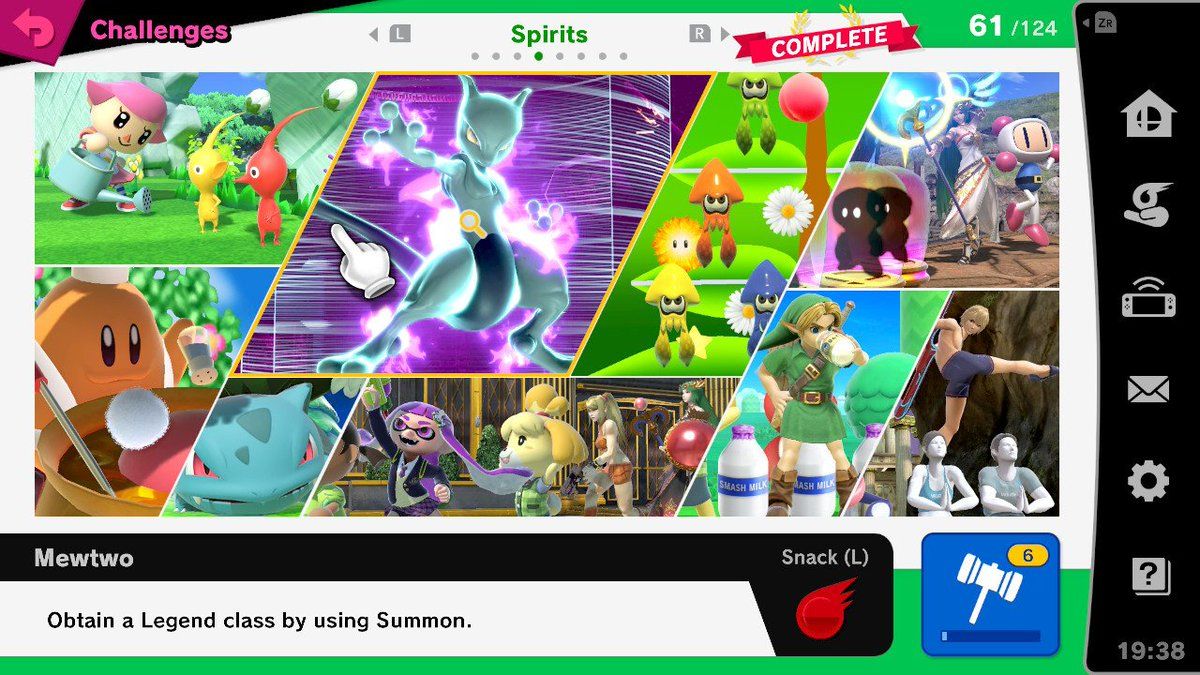 Challenges
L
Spirits
R
COMPLETE
61/124
ZR
SMASH MILK
SMASH MILK
Mewtwo
Snack (L)
6
Obtain a Legend class by using Summon.
19:38